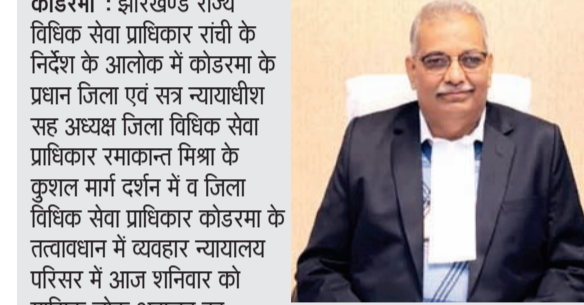 कोडरमा : झारखण्ड राज्य
विधिक सेवा प्राधिकार रांची के
निर्देश के आलोक में कोडरमा के
प्रधान जिला एवं सत्र न्यायाधीश
सह अध्यक्ष जिला विधिक सेवा
प्राधिकार रमाकान्त मिश्रा के
कुशल मार्ग दर्शन में व जिला
विधिक सेवा प्राधिकार कोडरमा के
तत्वावधान में व्यवहार न्यायालय
परिसर में आज शनिवार को